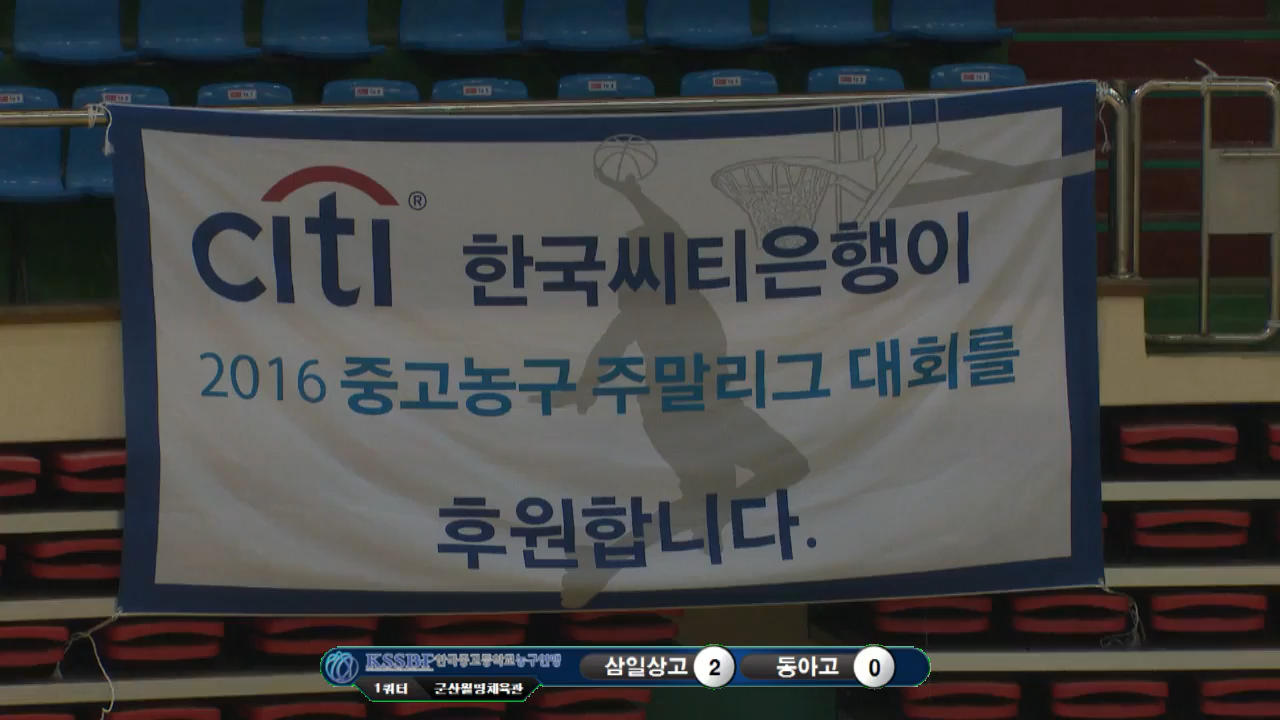 citi® 한국씨티은행이
2016 중고농구 주말리그 대회를
후원합니다.
KSSBF 한국중고등학교농구연맹 삼일상고 2 동아고 0
1쿼터 군산월명체육관